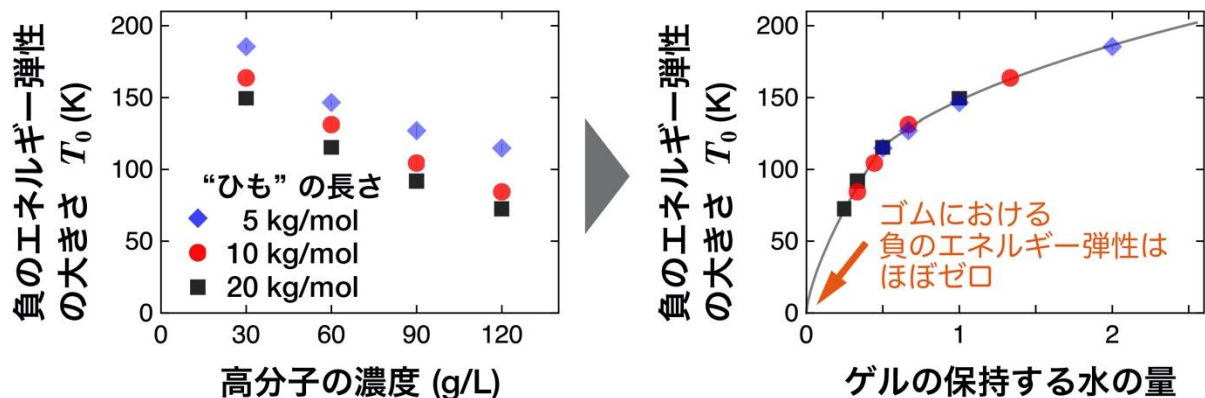 負のエネルギー弾性
の大きさ T₀ (K)
200
150
100
50
0
0
30
60
90
120
高分子の濃度 (g/L)
“ひも” の長さ
5 kg/mol
10 kg/mol
20 kg/mol
負のエネルギー弾性
の大きさ T₀ (K)
200
150
100
50
0
0
1
2
ゲルの保持する水の量
ゴムにおける
負のエネルギー弾性は
ほぼゼロ